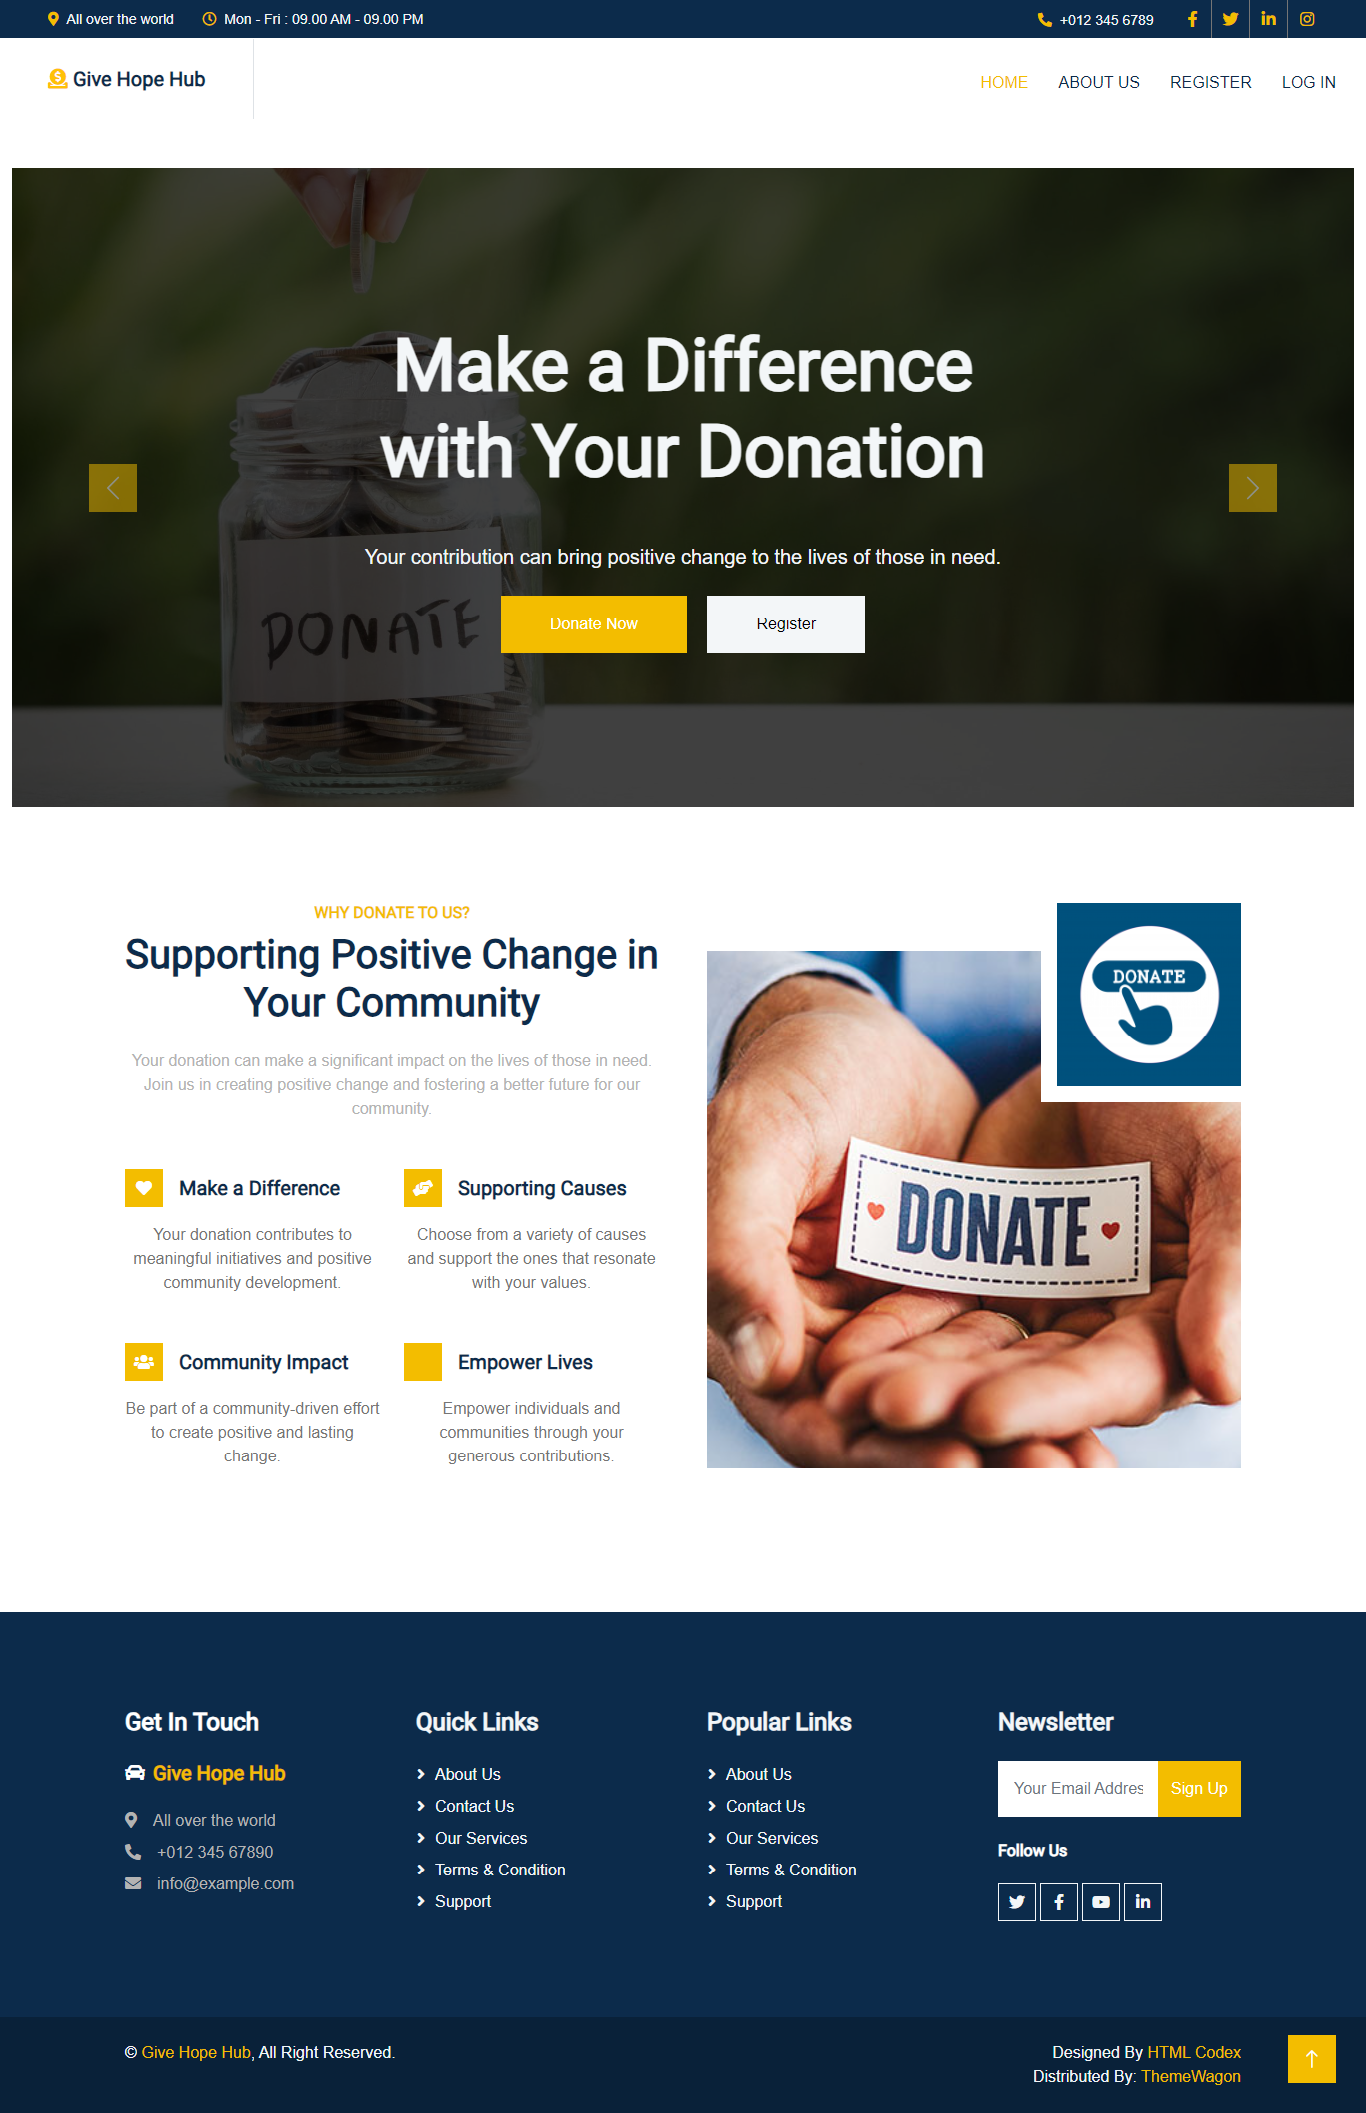 All over the world
Mon - Fri : 09.00 AM - 09.00 PM
+012 345 6789
Give Hope Hub
HOME
ABOUT US
REGISTER
LOG IN
Make a Difference
with Your Donation
Your contribution can bring positive change to the lives of those in need.
DONATE
Donate Now
Register
WHY DONATE TO US?
Supporting Positive Change in
Your Community
Your donation can make a significant impact on the lives of those in need.
Join us in creating positive change and fostering a better future for our
community.
Make a Difference
Your donation contributes to
meaningful initiatives and positive
community development.
Supporting Causes
Choose from a variety of causes
and support the ones that resonate
with your values.
Community Impact
Be part of a community-driven effort
to create positive and lasting
change.
Empower Lives
Empower individuals and
communities through your
generous contributions.
DONATE
DONATE
Get In Touch
Give Hope Hub
All over the world
+012 345 67890
info@example.com
Quick Links
About Us
Contact Us
Our Services
Terms & Condition
Support
Popular Links
About Us
Contact Us
Our Services
Terms & Condition
Support
Newsletter
Your Email Addres
Sign Up
Follow Us
© Give Hope Hub, All Right Reserved.
Designed By HTML Codex
Distributed By: ThemeWagon